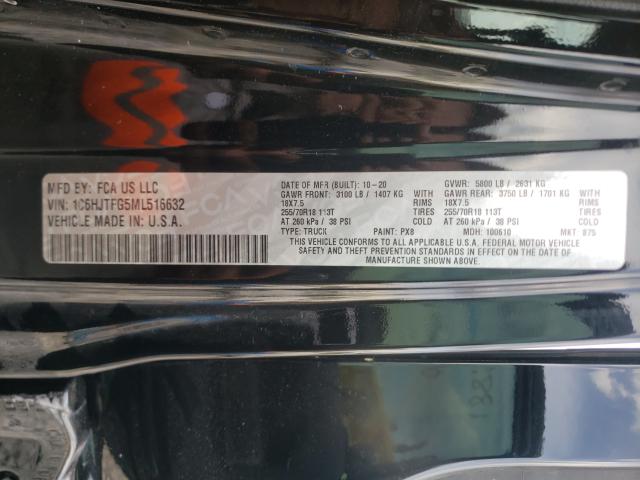 MFD BY: FCA US LLC
VIN: 1C6HJTFG5ML516632
VEHICLE MADE IN U.S.A.
DATE OF MFR (BUILT): 10-20 GVWR: 5800 LB / 2631 KG
GAWR FRONT: 3100 LB / 1407 KG GAWR REAR: 3750 LB / 1701 KG
18X7.5 RIMS 18X7.5 RIMS
255/70R18 113T TIRES 255/70R18 113T TIRES
AT 260 kPa / 38 PSI COLD AT 260 kPa / 38 PSI COLD
TYPE: TRUCK PAINT: PX8 MDH: 100610 MKT: 875
THIS VEHICLE CONFORMS TO ALL APPLICABLE U.S.A. FEDERAL MOTOR VEHICLE
SAFETY AND THEFT PREVENTION STANDARDS IN EFFECT ON THE DATE OF
MANUFACTURE SHOWN ABOVE.